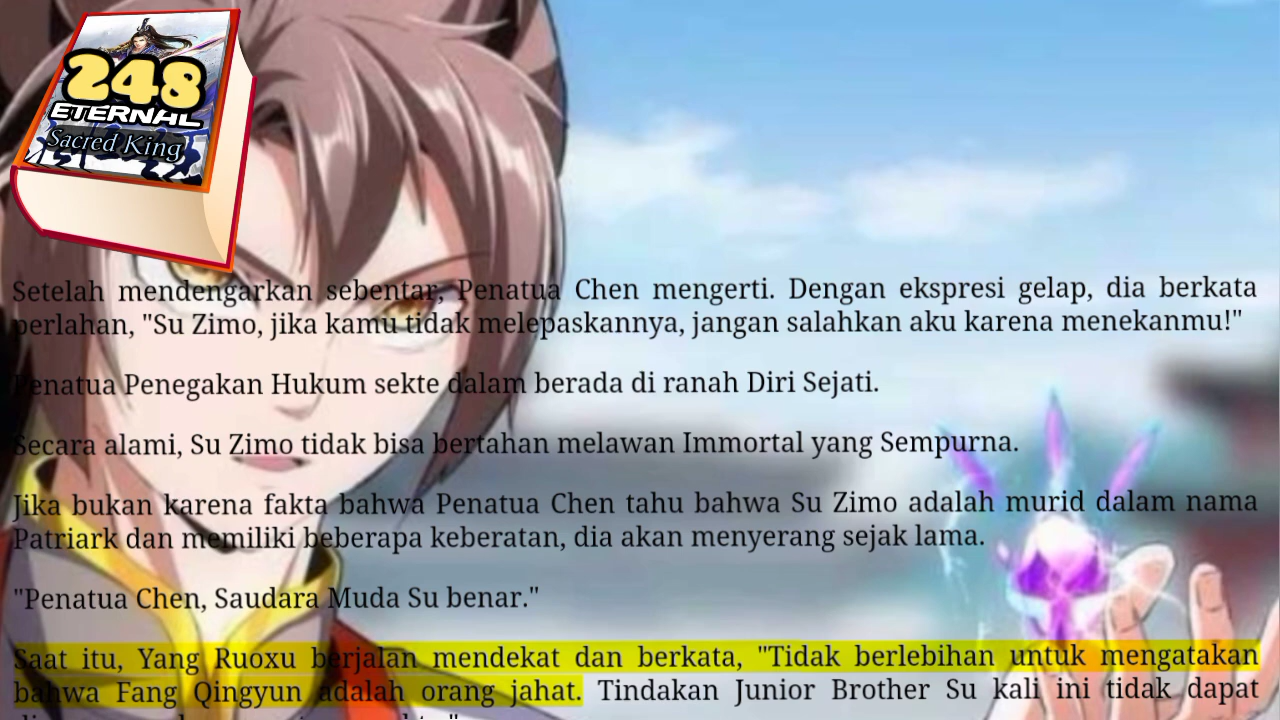 248
ETERNAL
Sacred King
Setelah mendengarkan sebentar, Penatua Chen mengerti. Dengan ekspresi gelap, dia berkata
perlahan, "Su Zimo, jika kamu tidak melepaskannya, jangan salahkan aku karena menekanmu!"
Penatua Penegakan Hukum sekte dalam berada di ranah Diri Sejati.
Secara alami, Su Zimo tidak bisa bertahan melawan Immortal yang Sempurna.
Jika bukan karena fakta bahwa Penatua Chen tahu bahwa Su Zimo adalah murid dalam nama
Patriark dan memiliki beberapa keberatan, dia akan menyerang sejak lama.
"Penatua Chen, Saudara Muda Su benar."
Saat itu, Yang Ruoxu berjalan mendekat dan berkata, "Tidak berlebihan untuk mengatakan
bahwa Fang Qingyun adalah orang jahat. Tindakan Junior Brother Su kali ini tidak dapat